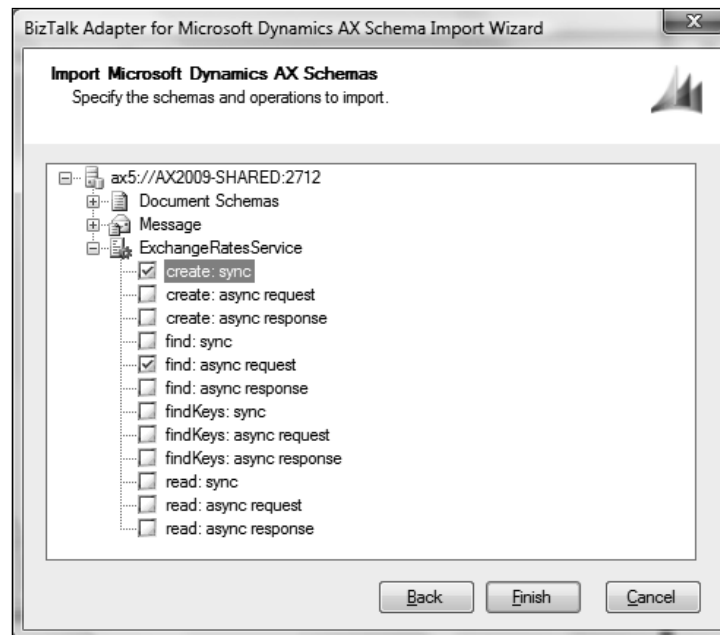 BizTalk Adapter for Microsoft Dynamics AX Schema Import Wizard
Import Microsoft Dynamics AX Schemas
Specify the schemas and operations to import.
ax5://AX2009-SHARED:2712
Document Schemas
Message
ExchangeRatesService
create: sync
create: async request
create: async response
find: sync
find: async request
find: async response
findKeys: sync
findKeys: async request
findKeys: async response
read: sync
read: async request
read: async response
Back Finish Cancel